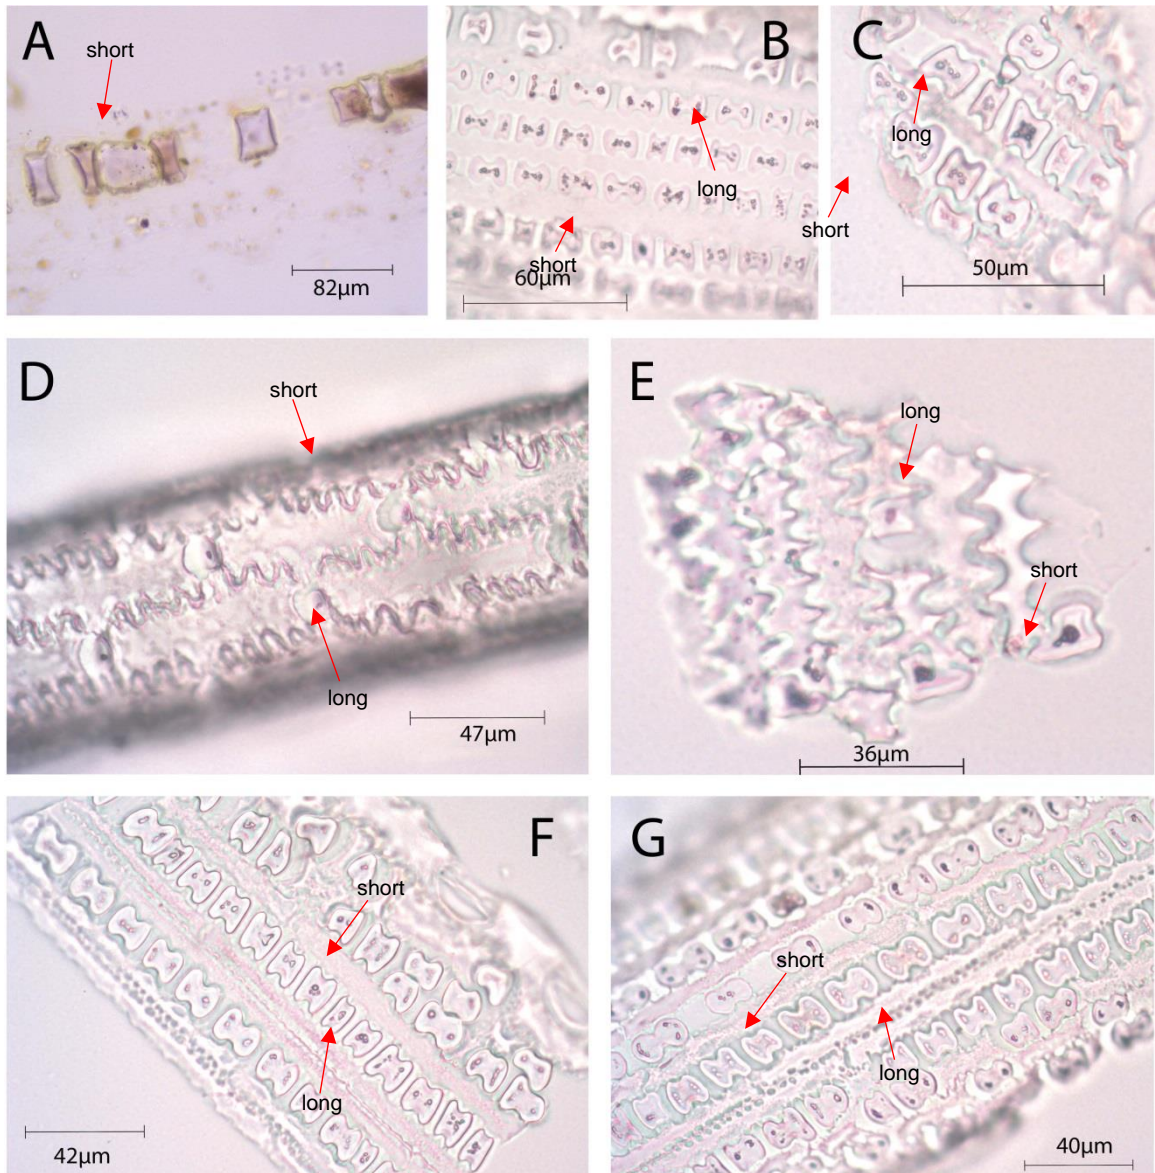 A
short
82μm
B
long
short
60μm
C
long
short
50μm
D
short
long
47μm
E
long
short
36μm
F
short
long
42μm
G
short
long
40μm